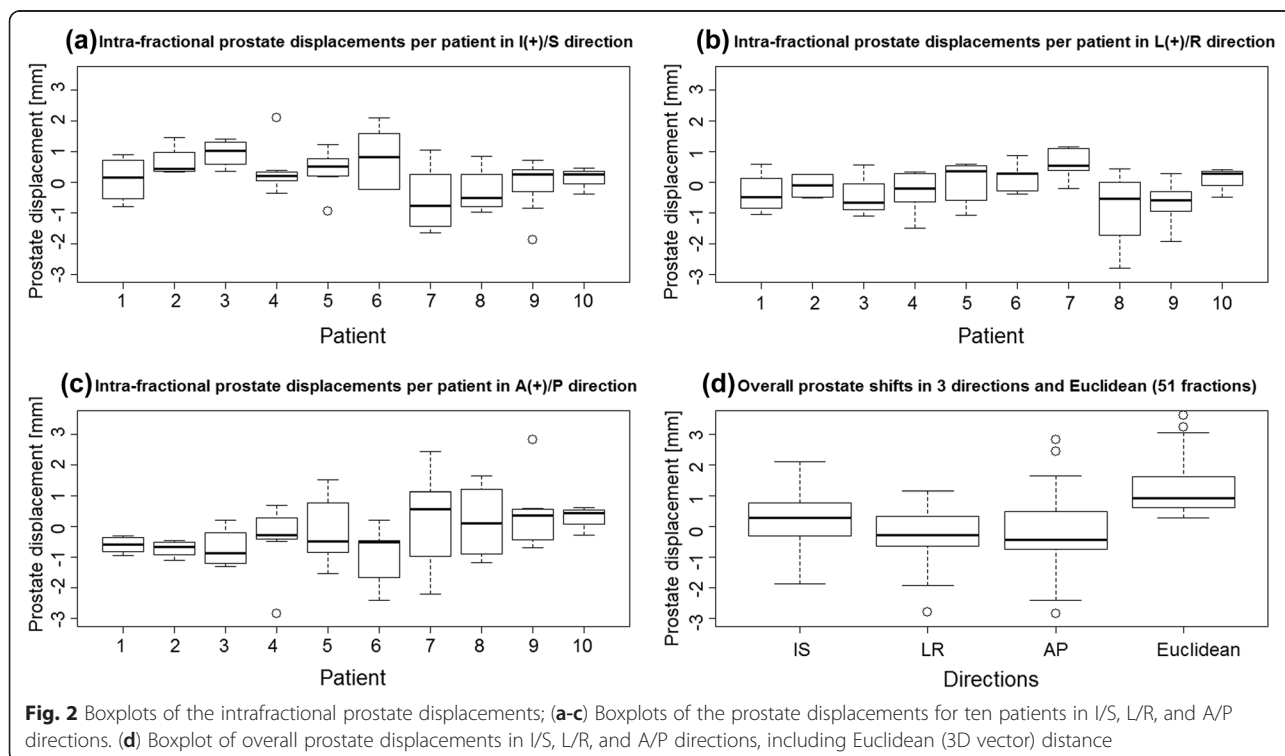 (a) Intra-fractional prostate displacements per patient in I(+)/S direction
Prostate displacement [mm]
3
2
1
0
-1
-2
-3
1 2 3 4 5 6 7 8 9 10
Patient
(b) Intra-fractional prostate displacements per patient in L(+)/R direction
Prostate displacement [mm]
3
2
1
0
-1
-2
-3
1 2 3 4 5 6 7 8 9 10
Patient
(c) Intra-fractional prostate displacements per patient in A(+)/P direction
Prostate displacement [mm]
3
2
1
0
-1
-2
-3
1 2 3 4 5 6 7 8 9 10
Patient
(d) Overall prostate shifts in 3 directions and Euclidean (51 fractions)
Prostate displacement [mm]
3
2
1
0
-1
-2
-3
IS LR AP Euclidean
Directions
Fig. 2 Boxplots of the intrafractional prostate displacements; (a-c) Boxplots of the prostate displacements for ten patients in I/S, L/R, and A/P
directions. (d) Boxplot of overall prostate displacements in I/S, L/R, and A/P directions, including Euclidean (3D vector) distance